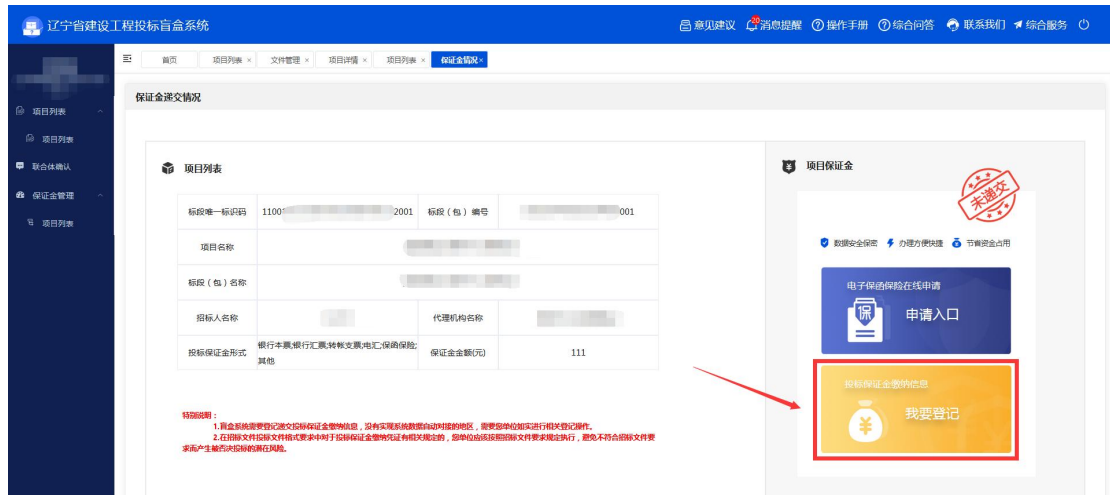 辽宁省建设工程投标盲盒系统
意见建议 20 消息提醒 操作手册 综合问答 联系我们 综合服务
首页 项目列表 × 文件管理 × 项目详情 × 项目列表 × 保证金情况 ×
保证金递交情况
项目列表
项目列表
联合体确认
保证金管理
项目列表
项目列表
标段唯一标识码 1100 2001 标段（包）编号 001
项目名称
标段（包）名称
招标人名称 代理机构名称
投标保证金形式 银行本票;银行汇票;转帐支票;电汇;保函保险;
其他
保证金金额(元) 111
特别说明：
1.盲盒系统需要登记递交投标保证金缴纳信息，没有实现系统数据自动对接的地区，需要您单位如实进行相关登记操作。
2.在招标文件投标文件格式要求中对于投标保证金缴纳凭证有相关规定的，您单位应该按照招标文件要求规定执行，避免不符合招标文件要
求而产生被否决投标的潜在风险。
项目保证金
未递交
数据安全保密 办理方便快捷 节省资金占用
电子保函保险在线申请
保
申请入口
投标保证金缴纳信息
我要登记